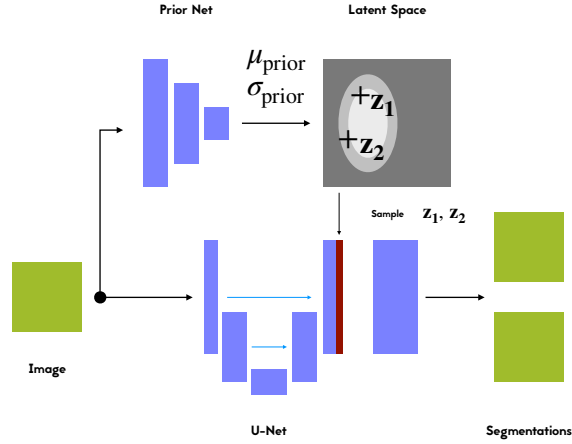 Prior Net
Latent Space
μprior
σprior
+z1
+z2
Sample z1, z2
Image
U-Net
Segmentations